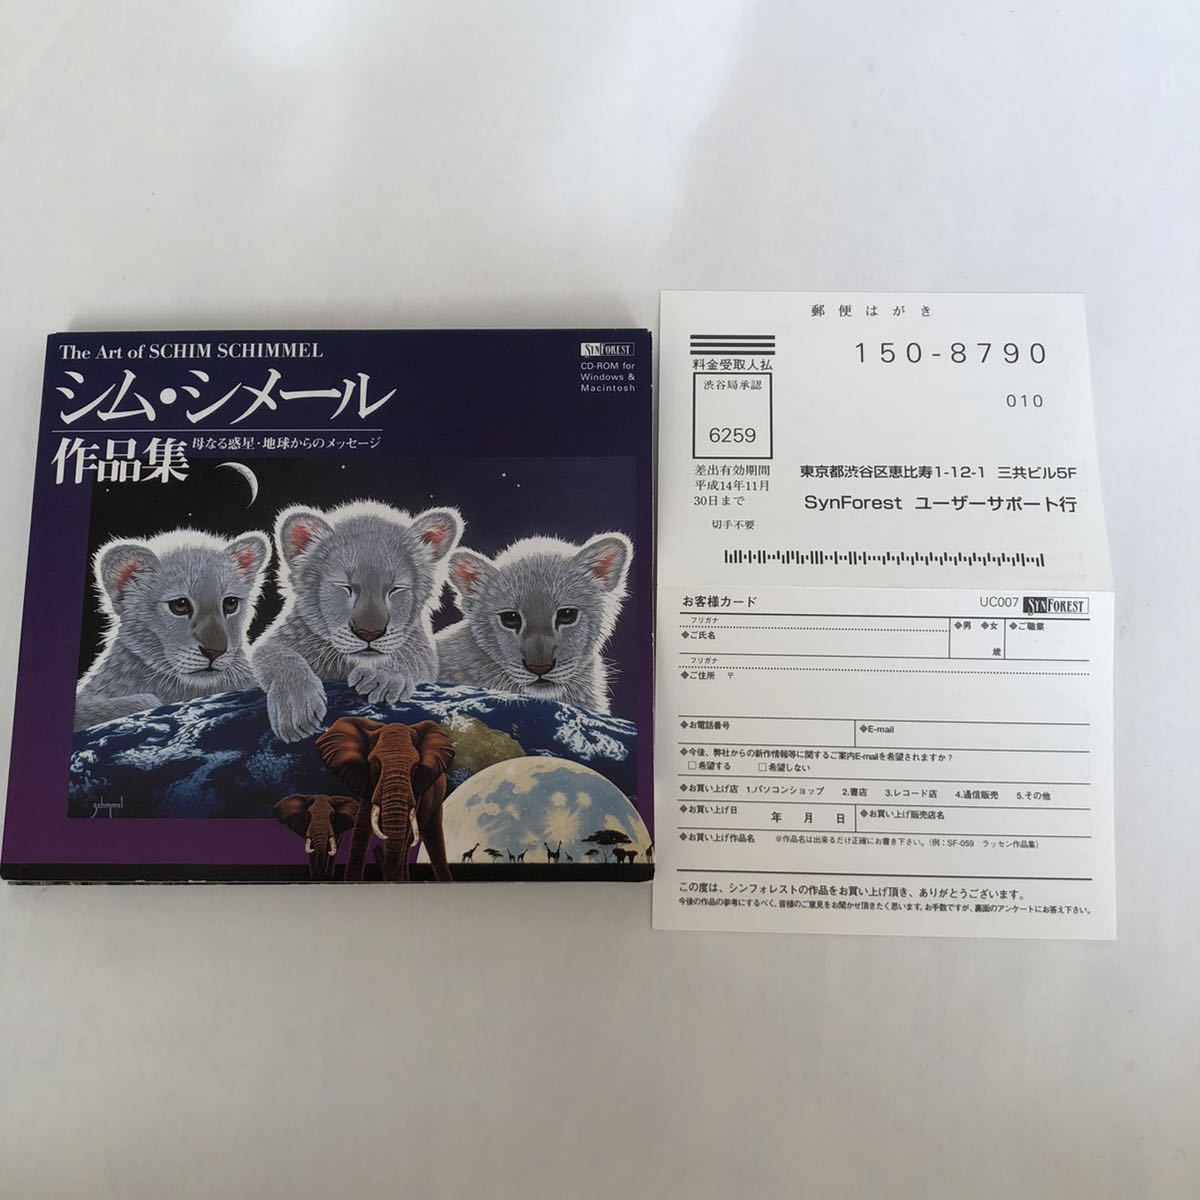 The Art of SCHIM SCHIMMEL
シム・シメール
作品集
母なる惑星・地球からのメッセージ
SYNFOREST
CD-ROM for
Windows &
Macintosh
schimmel
郵便はがき
料金受取人払
渋谷局承認
6259
差出有効期間
平成14年11月
30日まで
切手不要
150-8790
010
東京都渋谷区恵比寿1-12-1 三共ビル5F
SynForest ユーザーサポート行
お客様カード UC007 SYNFOREST
フリガナ
◆ご氏名
◆男 ◆女 ◆ご職業
歳
フリガナ
◆ご住所 〒
◆お電話番号 ◆E-mail
◆今後、弊社からの新作情報等に関するご案内E-mailを希望されますか？
□希望する □希望しない
◆お買い上げ店 1.パソコンショップ 2.書店 3.レコード店 4.通信販売 5.その他
◆お買い上げ日 年 月 日 ◆お買い上げ販売店名
◆お買い上げ作品名 ※作品名は出来るだけ正確にお書き下さい。(例：SF-059 ラッセン作品集)
この度は、シンフォレストの作品をお買い上げ頂き、ありがとうございます。
今後の作品の参考にするべく、皆様のご意見をお聞かせ頂きたく思います。お手数ですが、裏面のアンケートにお答え下さい。